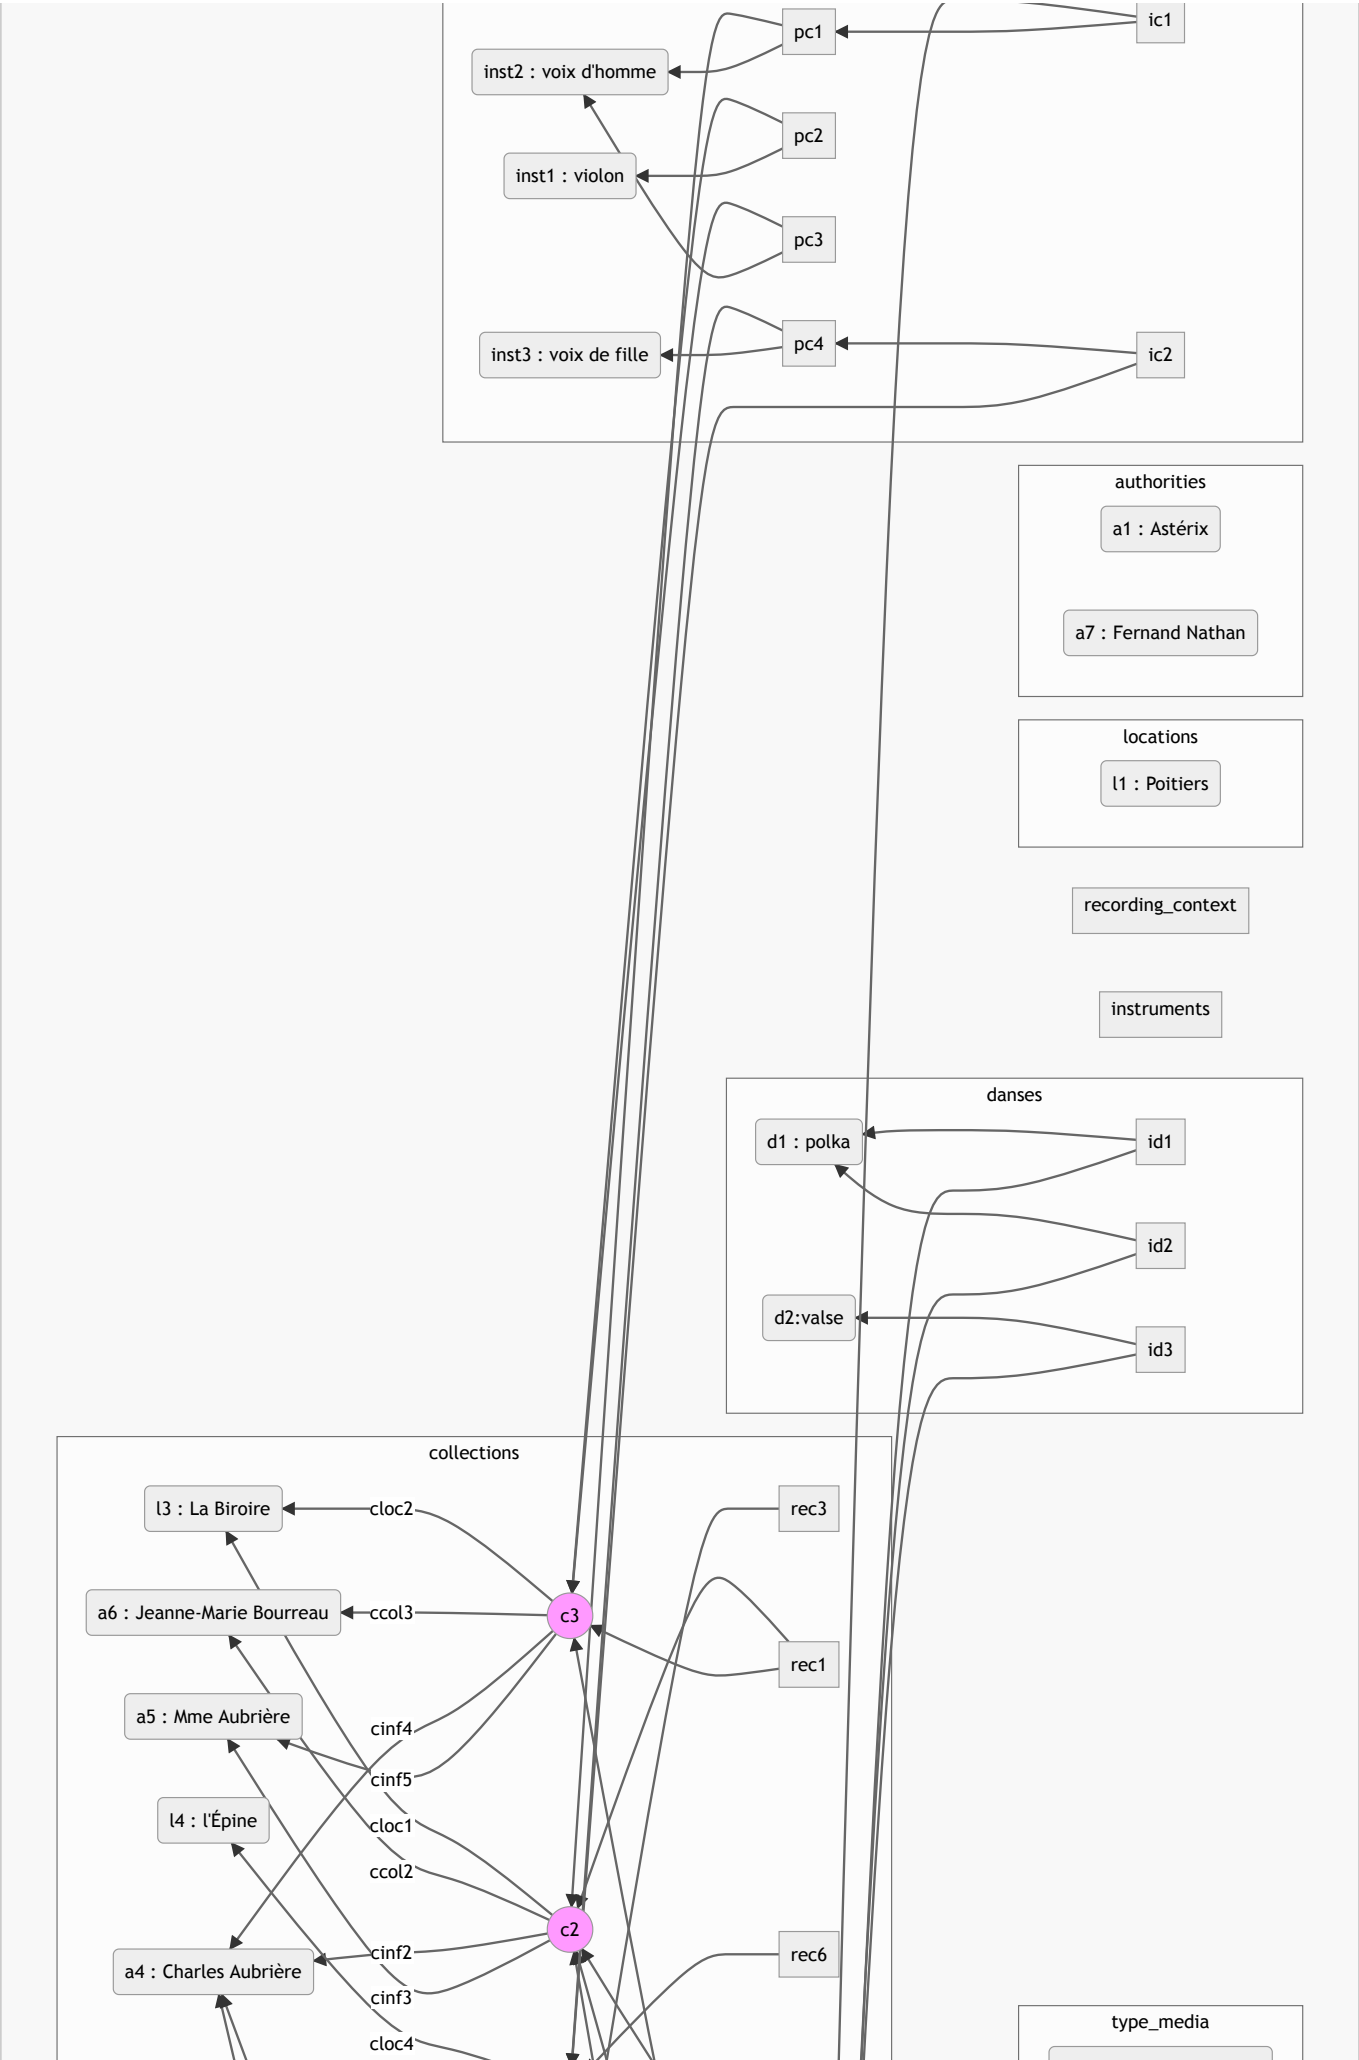 ic1
pc1
inst2 : voix d'homme
pc2
inst1 : violon
pc3
pc4
inst3 : voix de fille
ic2
authorities
a1 : Astérix
a7 : Fernand Nathan
locations
l1 : Poitiers
recording_context
instruments
danses
d1 : polka
id1
id2
d2:valse
id3
collections
l3 : La Biroire
cloc2
rec3
a6 : Jeanne-Marie Bourreau
ccol3
c3
rec1
a5 : Mme Aubrière
cinf4
cinf5
l4 : l'Épine
cloc1
ccol2
c2
cinf2
rec6
a4 : Charles Aubrière
cinf3
type_media
cloc4